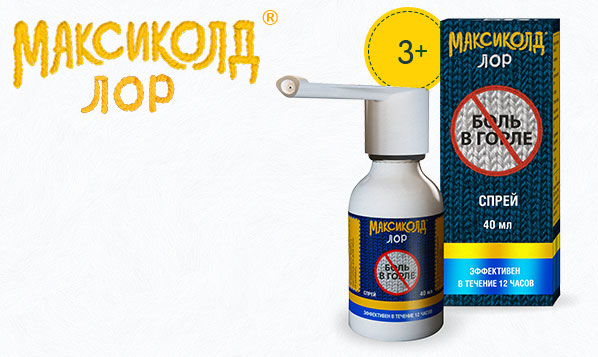 МАКСИКОЛД®
ЛОР
3+
МАКСИКОЛД
ЛОР
БОЛЬ
В ГОРЛЕ
СПРЕЙ
40 мл
ЭФФЕКТИВЕН
В ТЕЧЕНИЕ 12 ЧАСОВ
МАКСИКОЛД
ЛОР
БОЛЬ
В ГОРЛЕ
СПРЕЙ 40 мл
ЭФФЕКТИВЕН В ТЕЧЕНИЕ 12 ЧАСОВ